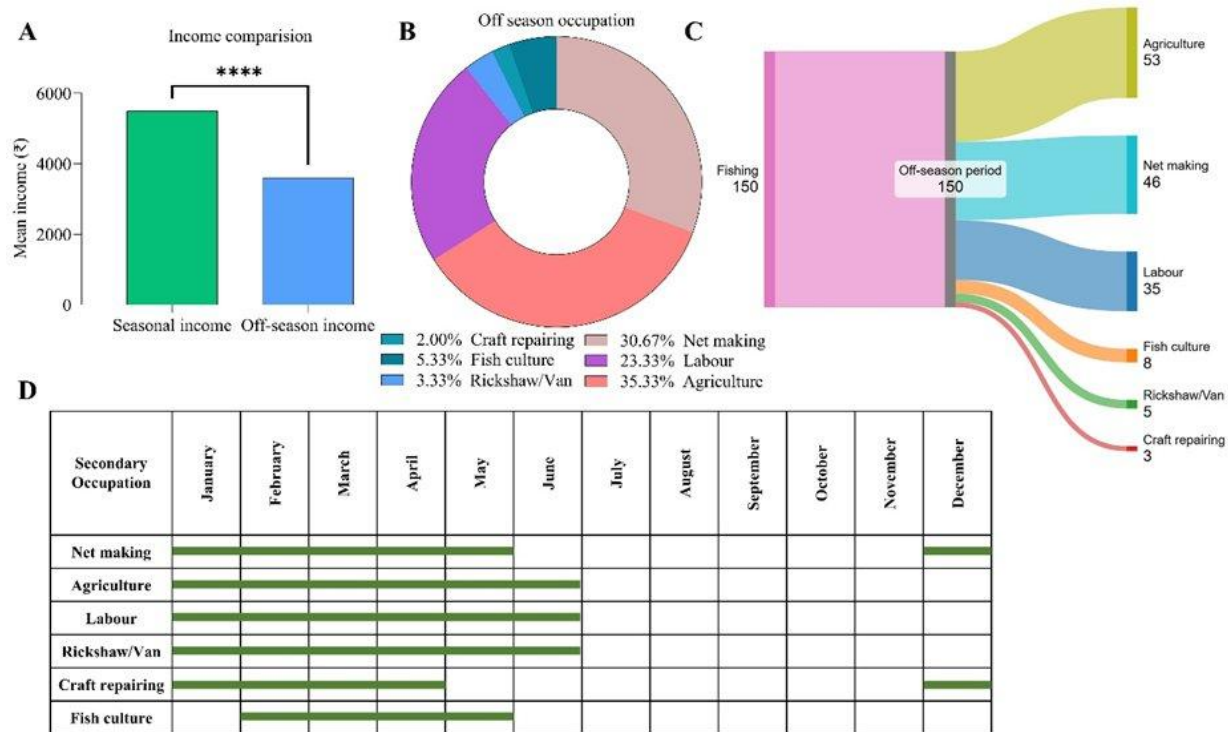 A
Income comparision
****
Mean income (₹)
6000
4000
2000
0
Seasonal income
Off-season income
B
Off season occupation
2.00% Craft repairing
30.67% Net making
5.33% Fish culture
23.33% Labour
3.33% Rickshaw/Van
35.33% Agriculture
C
Fishing
150
Off-season period
150
Agriculture
53
Net making
46
Labour
35
Fish culture
8
Rickshaw/Van
5
Craft repairing
3
D
Secondary
Occupation
January
February
March
April
May
June
July
August
September
October
November
December
Net making
Agriculture
Labour
Rickshaw/Van
Craft repairing
Fish culture